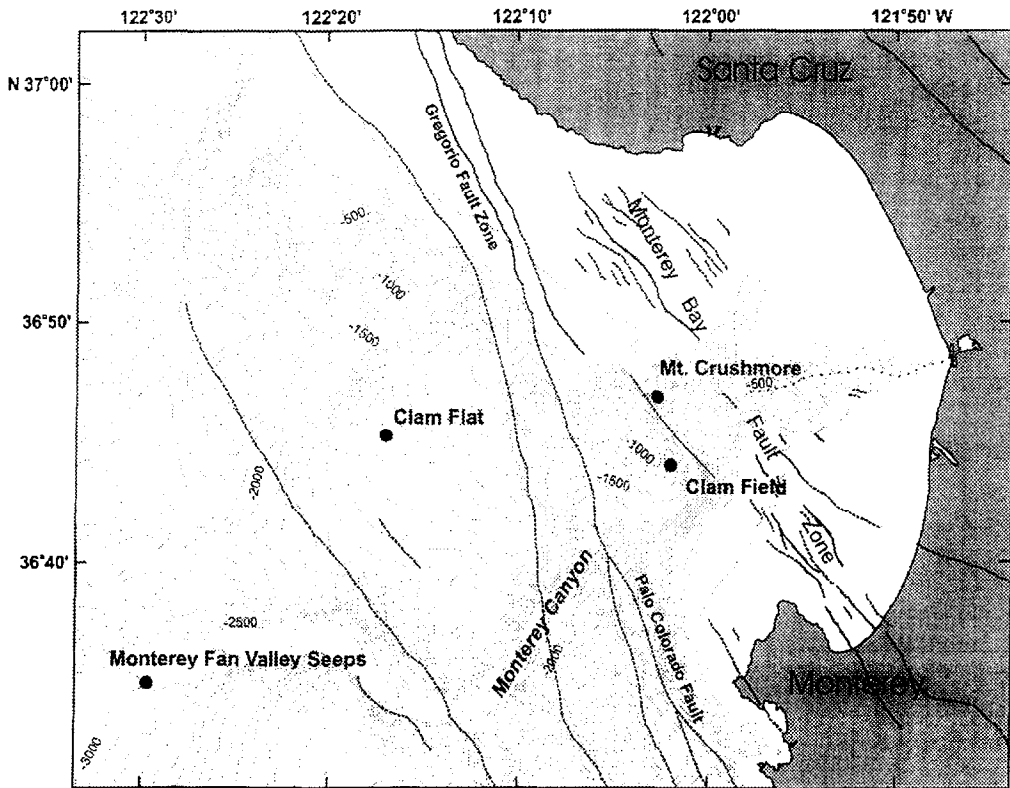 122°30'
122°20'
122°10'
122°00'
121°50' W
N 37°00'
36°50'
36°40'
Santa Cruz
Gregorio Fault Zone
Monterey
Bay
Fault
Zone
-500
-1000
-1500
Mt. Crushmore
-500
Clam Flat
-1000
-1500
Clam Field
-2000
Monterey Canyon
Palo Colorado Fault
-2000
-2500
Monterey Fan Valley Seeps
Monterey
-3000